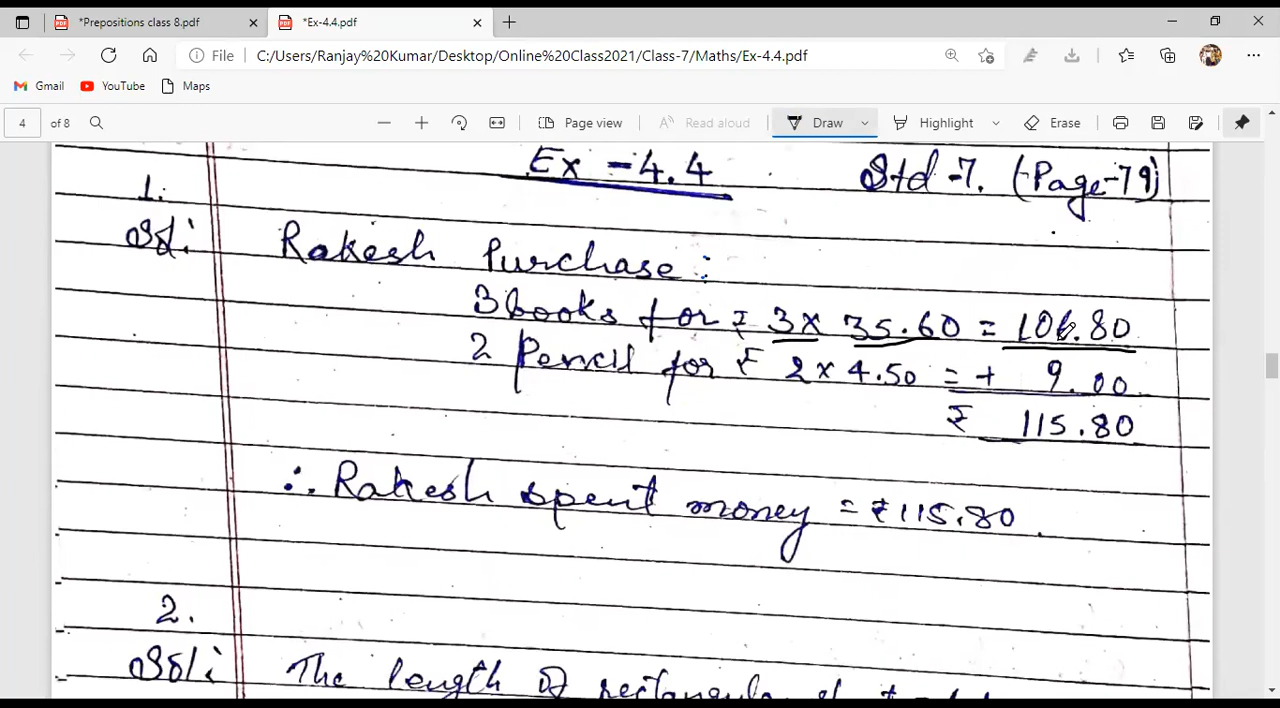 *Prepositions class 8.pdf
*Ex-4.4.pdf
File C:/Users/Ranjay%20Kumar/Desktop/Online%20Class2021/Class-7/Maths/Ex-4.4.pdf
Gmail YouTube Maps
4 of 8 Page view Read aloud Draw Highlight Erase
Ex - 4.4 Std - 7. (Page - 79)
1.
Sol: Rakesh Purchase :
3 books for ₹ 3 x 35.60 = 106.80
2 Pencil for ₹ 2 x 4.50 = + 9.00
₹ 115.80
∴ Rakesh spent money = ₹ 115.80.
2.
Sol: The length of